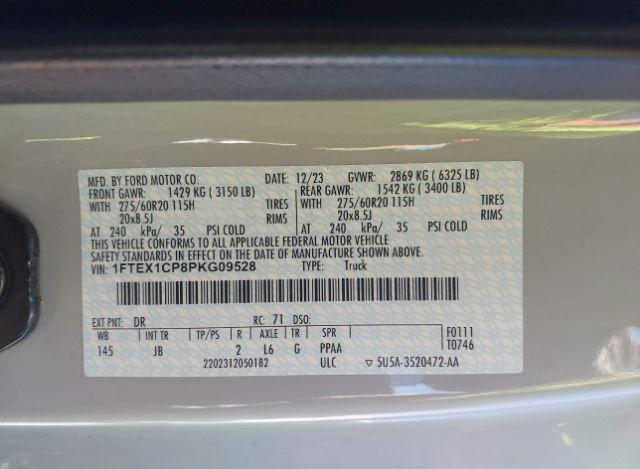 MFD. BY FORD MOTOR CO. DATE: 12/23 GVWR: 2869 KG ( 6325 LB)
FRONT GAWR: 1429 KG ( 3150 LB) REAR GAWR: 1542 KG ( 3400 LB)
WITH 275/60R20 115H TIRES WITH 275/60R20 115H TIRES
20x8.5J RIMS 20x8.5J RIMS
AT 240 kPa/ 35 PSI COLD AT 240 kPa/ 35 PSI COLD
THIS VEHICLE CONFORMS TO ALL APPLICABLE FEDERAL MOTOR VEHICLE
SAFETY STANDARDS IN EFFECT ON THE DATE OF MANUFACTURE SHOWN ABOVE.
VIN: 1FTEX1CP8PKG09528 TYPE: Truck
EXT PNT: DR RC: 71 DSO:
WB INT TR TP/PS R AXLE TR SPR F0111
145 JB 2 L6 G PPAA T0746
2202312050182 ULC ▽ 5U5A-3520472-AA